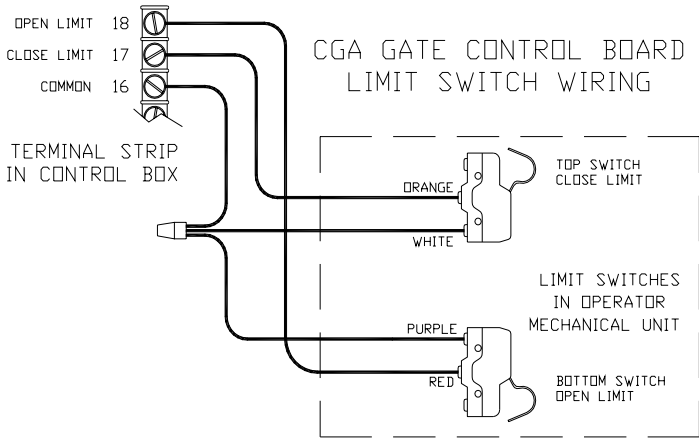 OPEN LIMIT 18
CLOSE LIMIT 17
COMMON 16
TERMINAL STRIP
IN CONTROL BOX
CGA GATE CONTROL BOARD
LIMIT SWITCH WIRING
ORANGE
WHITE
TOP SWITCH
CLOSE LIMIT
LIMIT SWITCHES
IN OPERATOR
MECHANICAL UNIT
PURPLE
RED
BOTTOM SWITCH
OPEN LIMIT